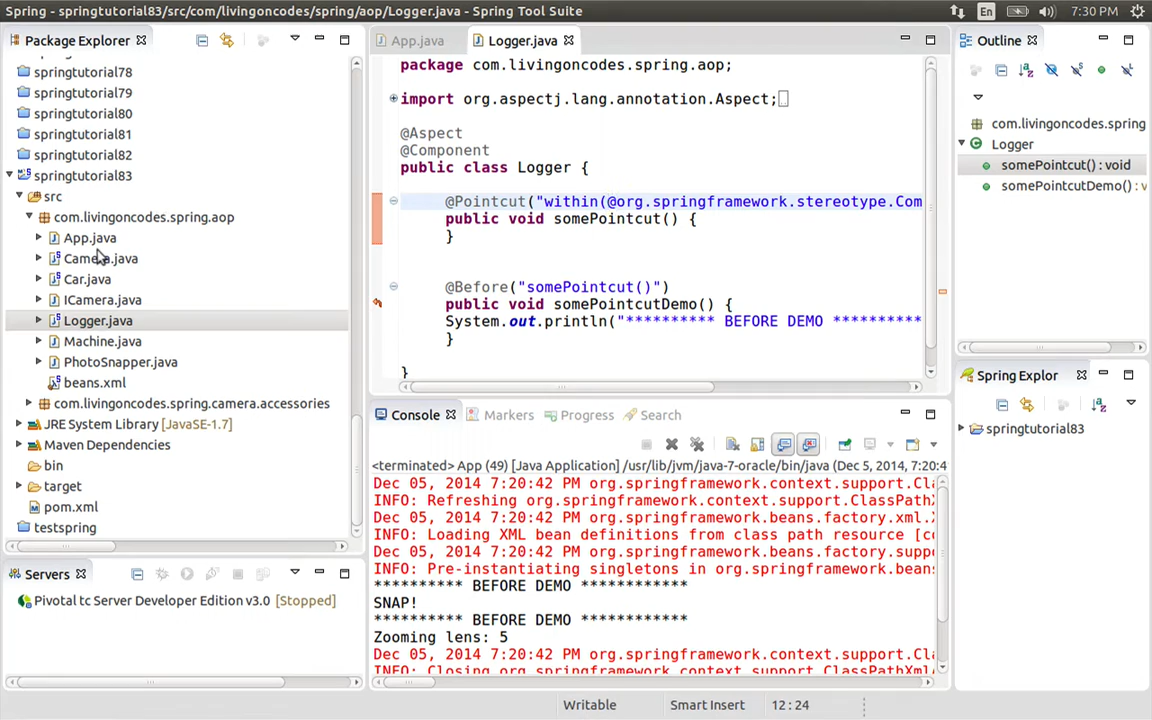 Spring - springtutorial83/src/com/livingoncodes/spring/aop/Logger.java - Spring Tool Suite
En
7:30 PM
Package Explorer
springtutorial78
springtutorial79
springtutorial80
springtutorial81
springtutorial82
springtutorial83
src
com.livingoncodes.spring.aop
App.java
Camera.java
Car.java
ICamera.java
Logger.java
Machine.java
PhotoSnapper.java
beans.xml
com.livingoncodes.spring.camera.accessories
JRE System Library [JavaSE-1.7]
Maven Dependencies
bin
target
pom.xml
testspring
Servers
Pivotal tc Server Developer Edition v3.0 [Stopped]
App.java
Logger.java
package com.livingoncodes.spring.aop;
import org.aspectj.lang.annotation.Aspect;
@Aspect
@Component
public class Logger {
@Pointcut("within(@org.springframework.stereotype.Com
public void somePointcut() {
}
@Before("somePointcut()")
public void somePointcutDemo() {
System.out.println("********** BEFORE DEMO **********
}
}
Console
Markers
Progress
Search
<terminated> App (49) [Java Application] /usr/lib/jvm/java-7-oracle/bin/java (Dec 5, 2014, 7:20:4
Dec 05, 2014 7:20:42 PM org.springframework.context.support.Cl
INFO: Refreshing org.springframework.context.support.ClassPath
Dec 05, 2014 7:20:42 PM org.springframework.beans.factory.xml.
INFO: Loading XML bean definitions from class path resource [c
Dec 05, 2014 7:20:42 PM org.springframework.beans.factory.supp
INFO: Pre-instantiating singletons in org.springframework.bean
********** BEFORE DEMO ************
SNAP!
********** BEFORE DEMO ************
Zooming lens: 5
Dec 05, 2014 7:20:42 PM org.springframework.context.support.Cl
INFO: Closing org.springframework.context.support.ClassPathXml
Outline
com.livingoncodes.spring
Logger
somePointcut() : void
somePointcutDemo() : v
Spring Explor
springtutorial83
Writable
Smart Insert
12 : 24